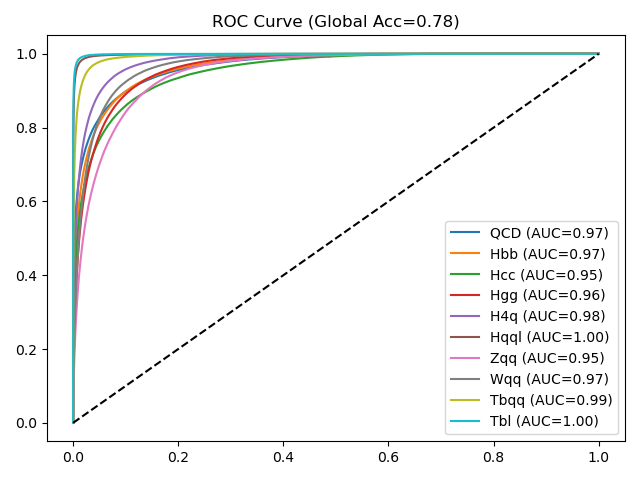 ROC Curve (Global Acc=0.78)
1.0
0.8
0.6
0.4
0.2
0.0
QCD (AUC=0.97)
Hbb (AUC=0.97)
Hcc (AUC=0.95)
Hgg (AUC=0.96)
H4q (AUC=0.98)
Hqql (AUC=1.00)
Zqq (AUC=0.95)
Wqq (AUC=0.97)
Tbqq (AUC=0.99)
Tbl (AUC=1.00)
0.0 0.2 0.4 0.6 0.8 1.0